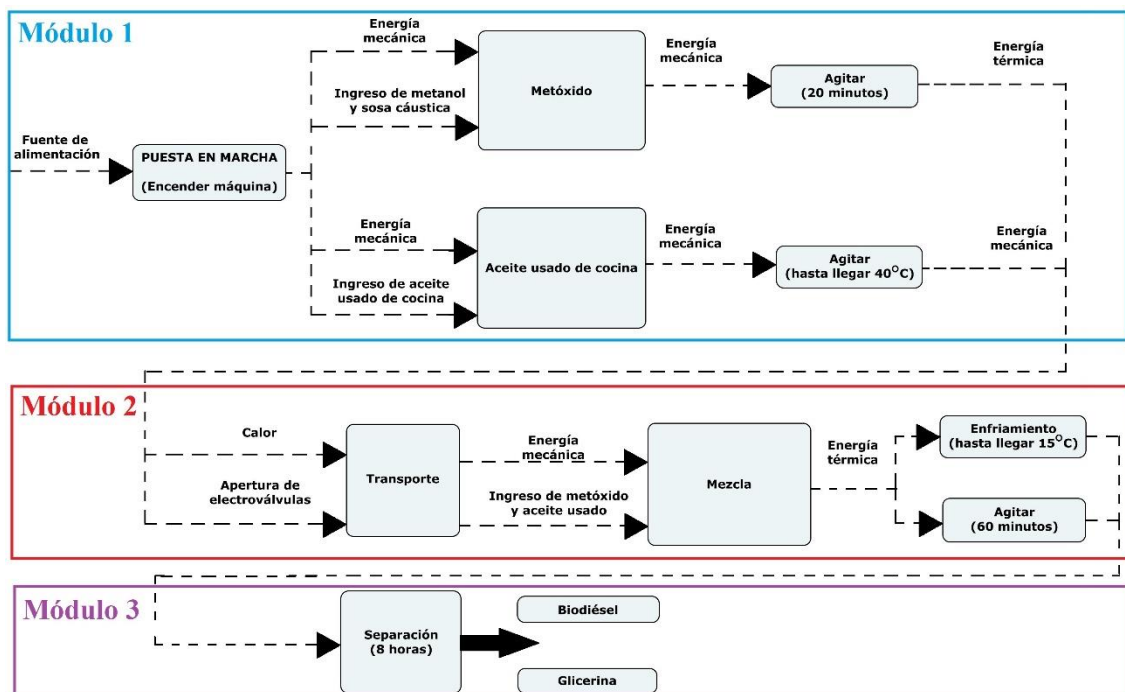 Módulo 1
Fuente de
alimentación
PUESTA EN MARCHA
(Encender máquina)
Energía
mecánica
Ingreso de metanol
y sosa cáustica
Metóxido
Energía
mecánica
Agitar
(20 minutos)
Energía
térmica
Energía
mecánica
Ingreso de aceite
usado de cocina
Aceite usado de cocina
Energía
mecánica
Agitar
(hasta llegar 40°C)
Energía
mecánica
Módulo 2
Calor
Apertura de
electroválvulas
Transporte
Energía
mecánica
Ingreso de metóxido
y aceite usado
Mezcla
Energía
térmica
Enfriamiento
(hasta llegar 15°C)
Agitar
(60 minutos)
Módulo 3
Separación
(8 horas)
Biodiésel
Glicerina